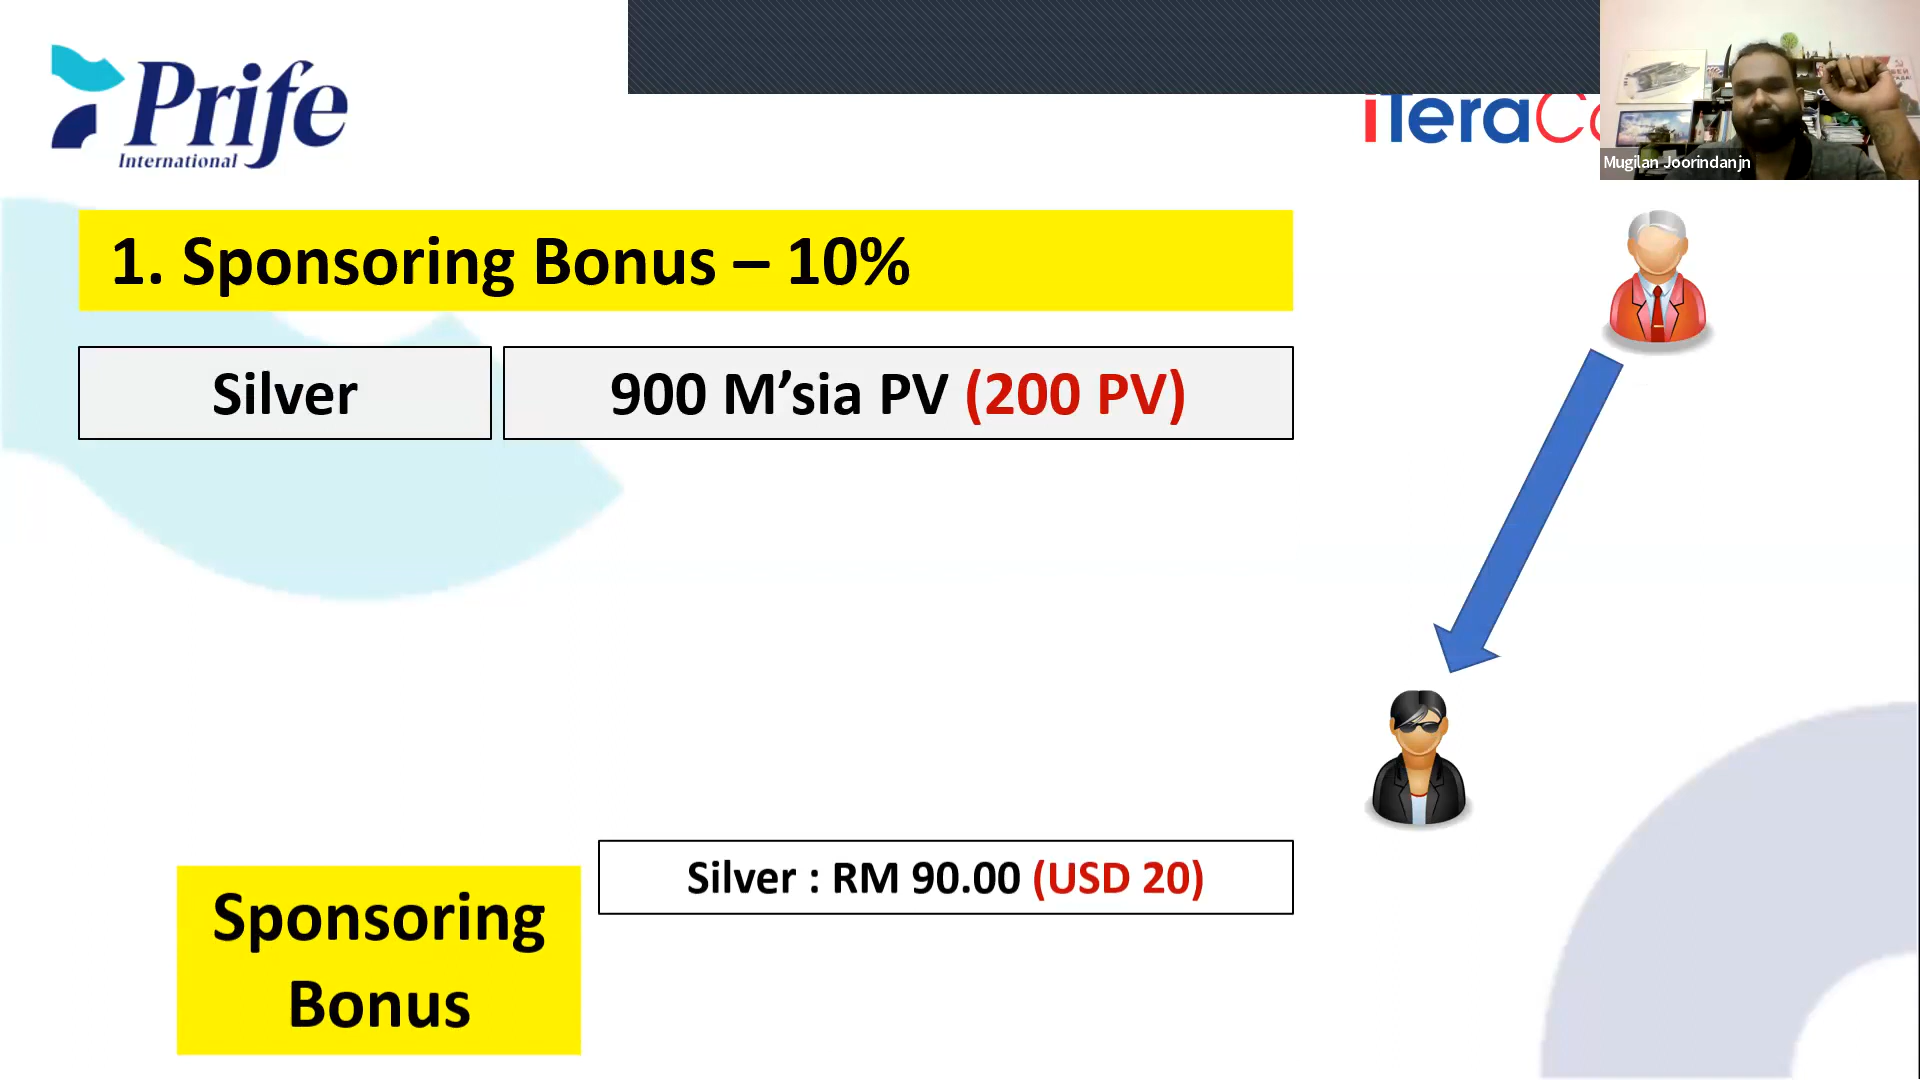 Prife
International
iTeraC
Mugilan Joorindanjn
1. Sponsoring Bonus – 10%
Silver
900 M’sia PV (200 PV)
Silver : RM 90.00 (USD 20)
Sponsoring
Bonus